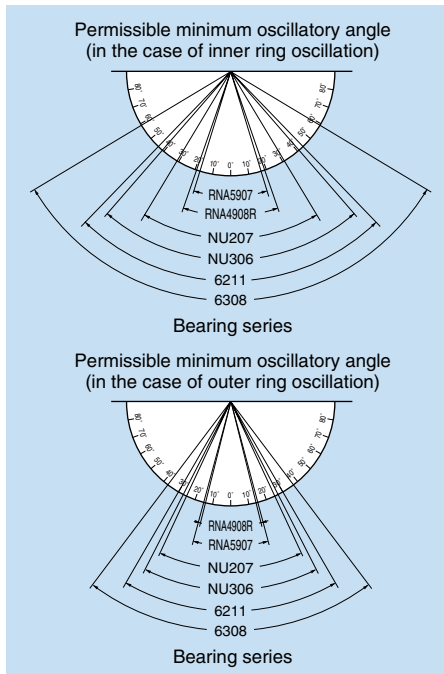 Permissible minimum oscillatory angle
(in the case of inner ring oscillation)
80° 70° 60° 50° 40° 30° 20° 10° 0° 10° 20° 30° 40° 50° 60° 70° 80°
RNA5907
RNA4908R
NU207
NU306
6211
6308
Bearing series
Permissible minimum oscillatory angle
(in the case of outer ring oscillation)
80° 70° 60° 50° 40° 30° 20° 10° 0° 10° 20° 30° 40° 50° 60° 70° 80°
RNA4908R
RNA5907
NU207
NU306
6211
6308
Bearing series